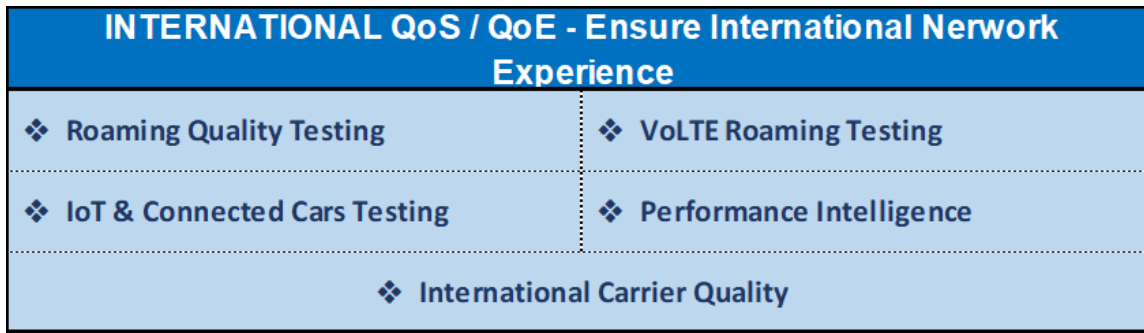 INTERNATIONAL QoS / QoE - Ensure International Nerwork
Experience
❖ Roaming Quality Testing
❖ VoLTE Roaming Testing
❖ IoT & Connected Cars Testing
❖ Performance Intelligence
❖ International Carrier Quality